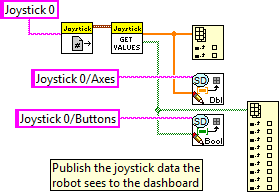 Joystick 0
Joystick
#
Joystick
GET
VALUES
Joystick 0/Axes
SD
Dbl
Joystick 0/Buttons
SD
Bool
Publish the joystick data the
robot sees to the dashboard